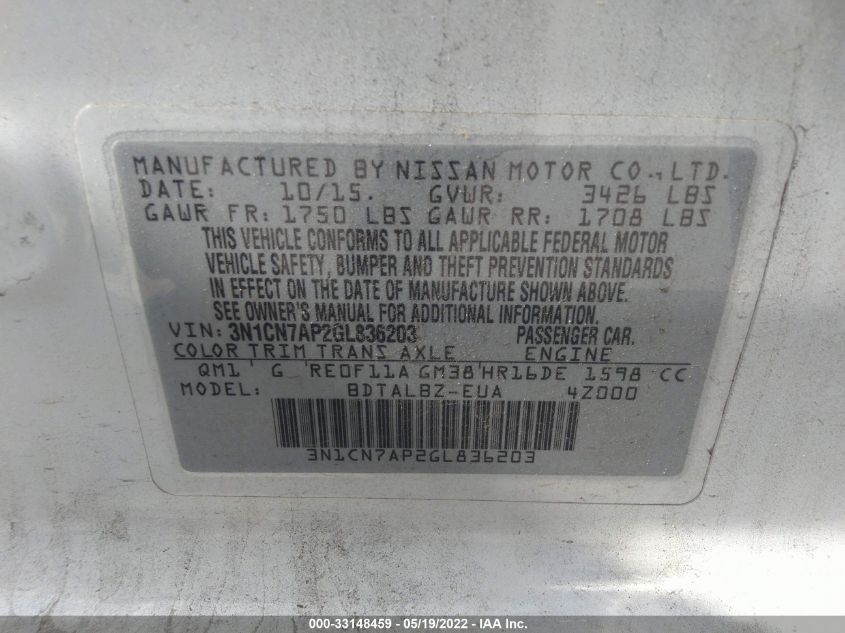 MANUFACTURED BY NISSAN MOTOR CO., LTD.
DATE: 10/15. GVWR: 3426 LBS
GAWR FR: 1750 LBS GAWR RR: 1708 LBS
THIS VEHICLE CONFORMS TO ALL APPLICABLE FEDERAL MOTOR
VEHICLE SAFETY, BUMPER AND THEFT PREVENTION STANDARDS
IN EFFECT ON THE DATE OF MANUFACTURE SHOWN ABOVE.
SEE OWNER'S MANUAL FOR ADDITIONAL INFORMATION.
VIN: 3N1CN7AP2GL836203 PASSENGER CAR.
COLOR TRIM TRANS AXLE ENGINE
QM1 G RE0F11A GM38 HR16DE 1598 CC
MODEL: BDTALBZ-EUA 4Z000
3N1CN7AP2GL836203
000-33148459 - 05/19/2022 - IAA Inc.